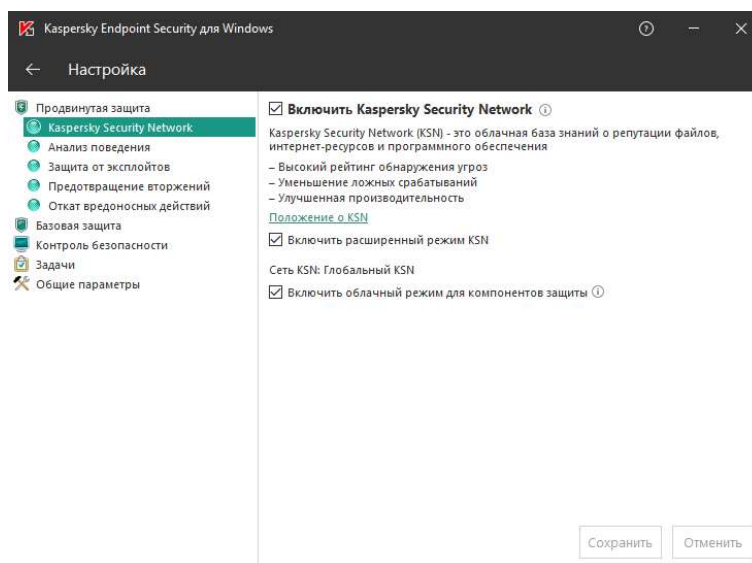 Kaspersky Endpoint Security для Windows
Настройка
Продвинутая защита
Kaspersky Security Network
Анализ поведения
Защита от эксплойтов
Предотвращение вторжений
Откат вредоносных действий
Базовая защита
Контроль безопасности
Задачи
Общие параметры
Включить Kaspersky Security Network
Kaspersky Security Network (KSN) - это облачная база знаний о репутации файлов,
интернет-ресурсов и программного обеспечения
– Высокий рейтинг обнаружения угроз
– Уменьшение ложных срабатываний
– Улучшенная производительность
Положение о KSN
Включить расширенный режим KSN
Сеть KSN: Глобальный KSN
Включить облачный режим для компонентов защиты
Сохранить
Отменить